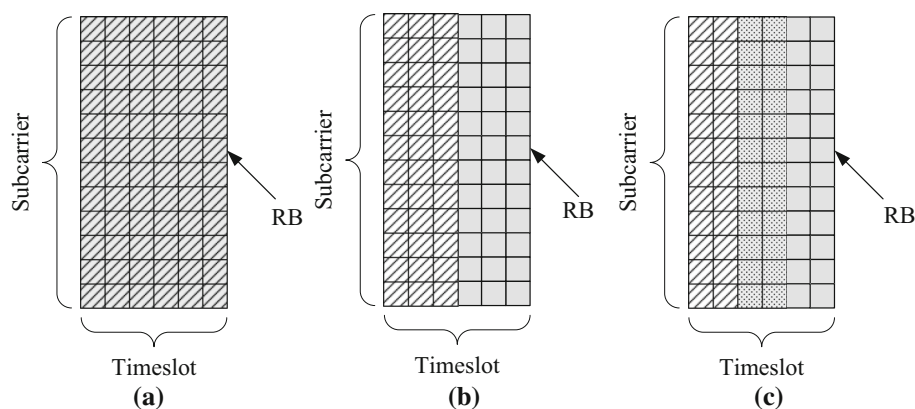 Subcarrier
RB
Timeslot
(a)
Subcarrier
RB
Timeslot
(b)
Subcarrier
RB
Timeslot
(c)